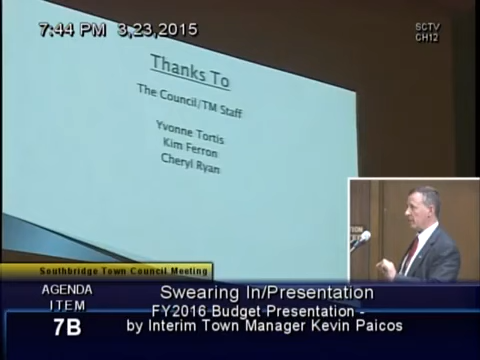 7:44 PM 3,23,2015
SCTV
CH12
Thanks To
The Council/TM Staff
Yvonne Tortis
Kim Ferron
Cheryl Ryan
Southbridge Town Council Meeting
AGENDA
ITEM
7B
Swearing In/Presentation
FY2016 Budget Presentation -
by Interim Town Manager Kevin Paicos